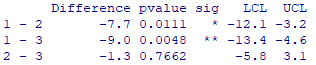 Difference pvalue sig LCL UCL
1 - 2 -7.7 0.0111 * -12.1 -3.2
1 - 3 -9.0 0.0048 ** -13.4 -4.6
2 - 3 -1.3 0.7662 -5.8 3.1